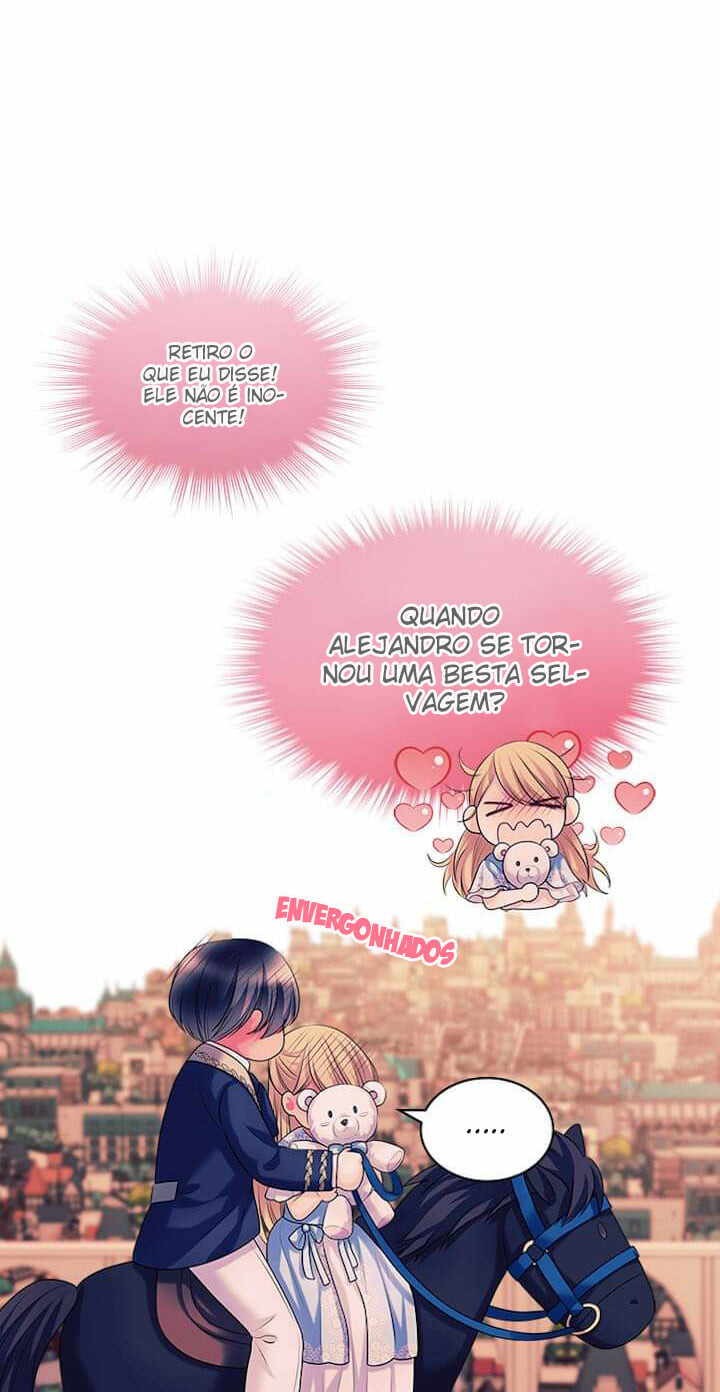 RETIRO O
QUE EU DISSE!
ELE NÃO É INO-
CENTE!
QUANDO
ALEJANDRO SE TOR-
NOU UMA BESTA SEL-
VAGEM?
ENVERGONHADOS
.....